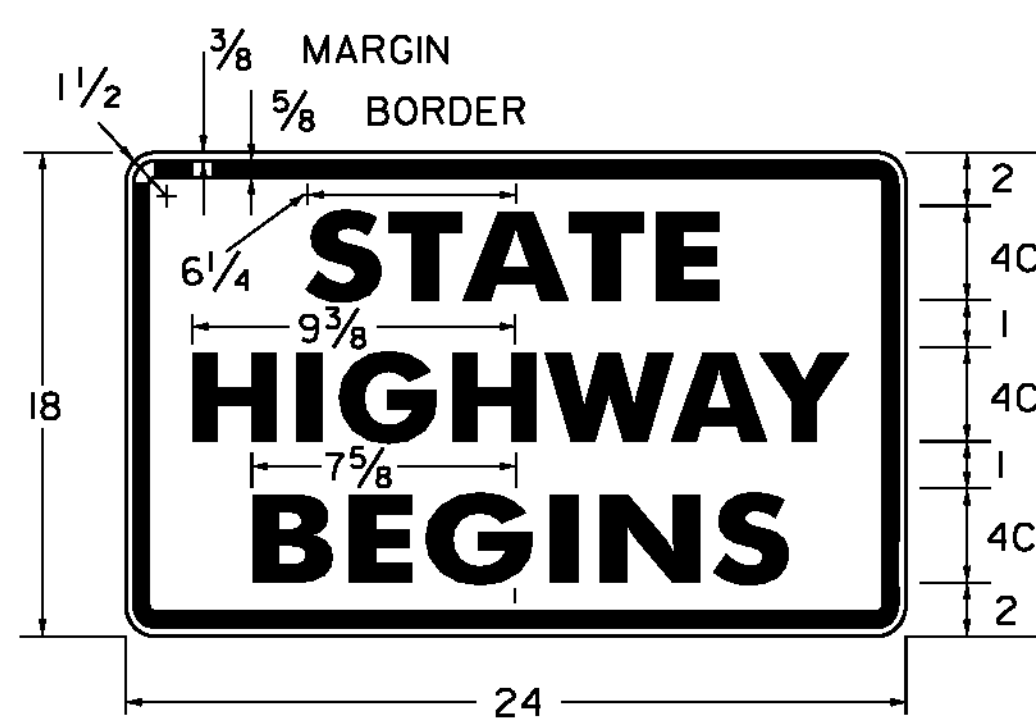 3/8 MARGIN
1 1/2
5/8 BORDER
2
STATE
4C
6 1/4
1
9 3/8
HIGHWAY
4C
18
1
7 5/8
BEGINS
4C
2
24